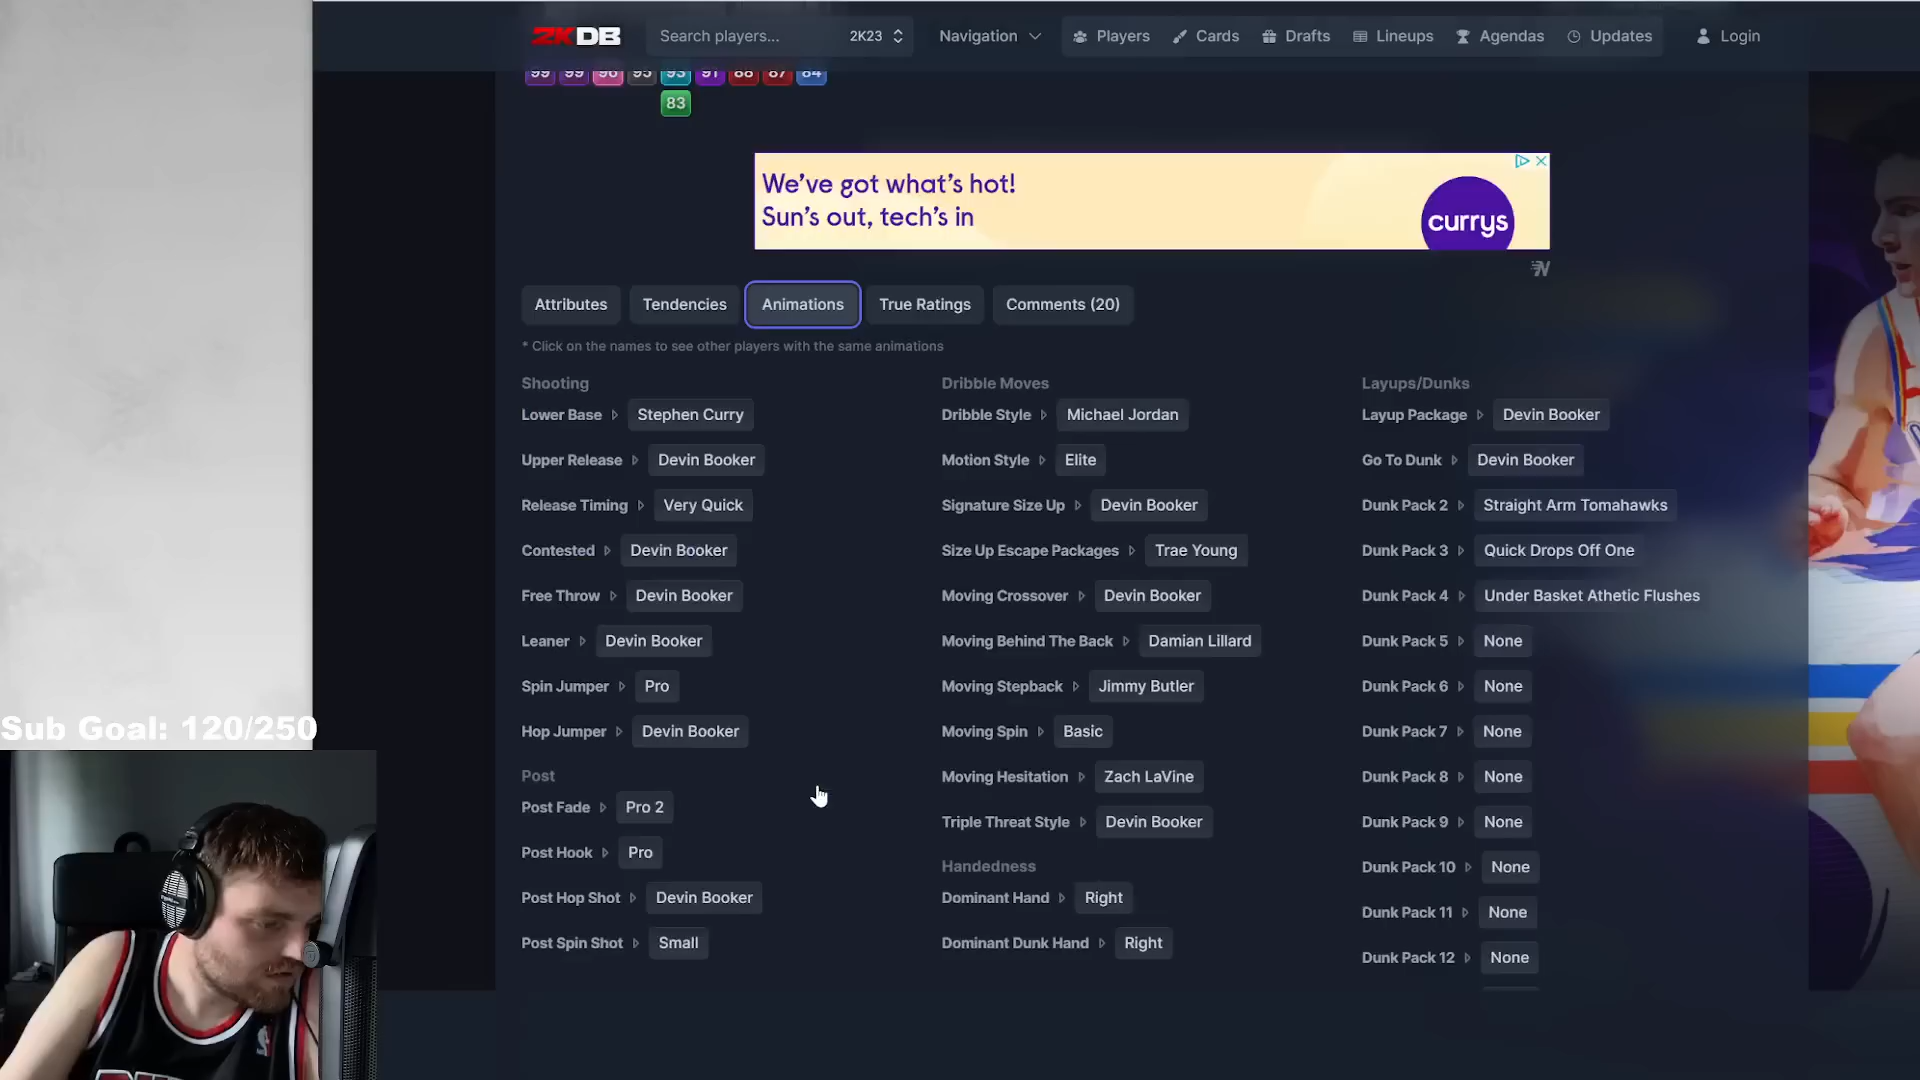 2KDB
Search players...
2K23
Navigation
Players
Cards
Drafts
Lineups
Agendas
Updates
Login
99 99 96 95 93 91 88 87 84
83
We've got what's hot!
Sun's out, tech's in
currys
Attributes
Tendencies
Animations
True Ratings
Comments (20)
* Click on the names to see other players with the same animations
Shooting
Lower Base Stephen Curry
Upper Release Devin Booker
Release Timing Very Quick
Contested Devin Booker
Free Throw Devin Booker
Leaner Devin Booker
Spin Jumper Pro
Hop Jumper Devin Booker
Post
Post Fade Pro 2
Post Hook Pro
Post Hop Shot Devin Booker
Post Spin Shot Small
Dribble Moves
Dribble Style Michael Jordan
Motion Style Elite
Signature Size Up Devin Booker
Size Up Escape Packages Trae Young
Moving Crossover Devin Booker
Moving Behind The Back Damian Lillard
Moving Stepback Jimmy Butler
Moving Spin Basic
Moving Hesitation Zach LaVine
Triple Threat Style Devin Booker
Handedness
Dominant Hand Right
Dominant Dunk Hand Right
Layups/Dunks
Layup Package Devin Booker
Go To Dunk Devin Booker
Dunk Pack 2 Straight Arm Tomahawks
Dunk Pack 3 Quick Drops Off One
Dunk Pack 4 Under Basket Athetic Flushes
Dunk Pack 5 None
Dunk Pack 6 None
Dunk Pack 7 None
Dunk Pack 8 None
Dunk Pack 9 None
Dunk Pack 10 None
Dunk Pack 11 None
Dunk Pack 12 None
Sub Goal: 120/250